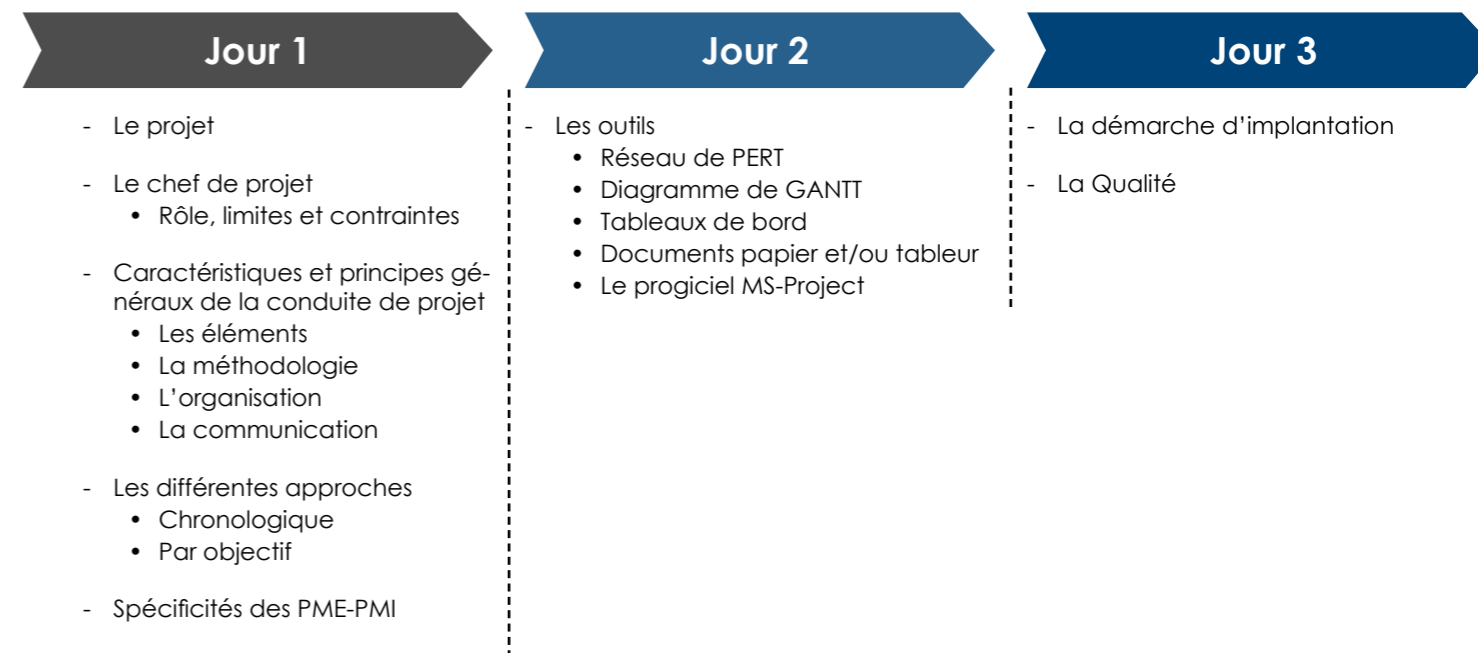 Jour 1
- Le projet
- Le chef de projet
• Rôle, limites et contraintes
- Caractéristiques et principes gé-
néraux de la conduite de projet
• Les éléments
• La méthodologie
• L’organisation
• La communication
- Les différentes approches
• Chronologique
• Par objectif
- Spécificités des PME-PMI
Jour 2
- Les outils
• Réseau de PERT
• Diagramme de GANTT
• Tableaux de bord
• Documents papier et/ou tableur
• Le progiciel MS-Project
Jour 3
- La démarche d’implantation
- La Qualité